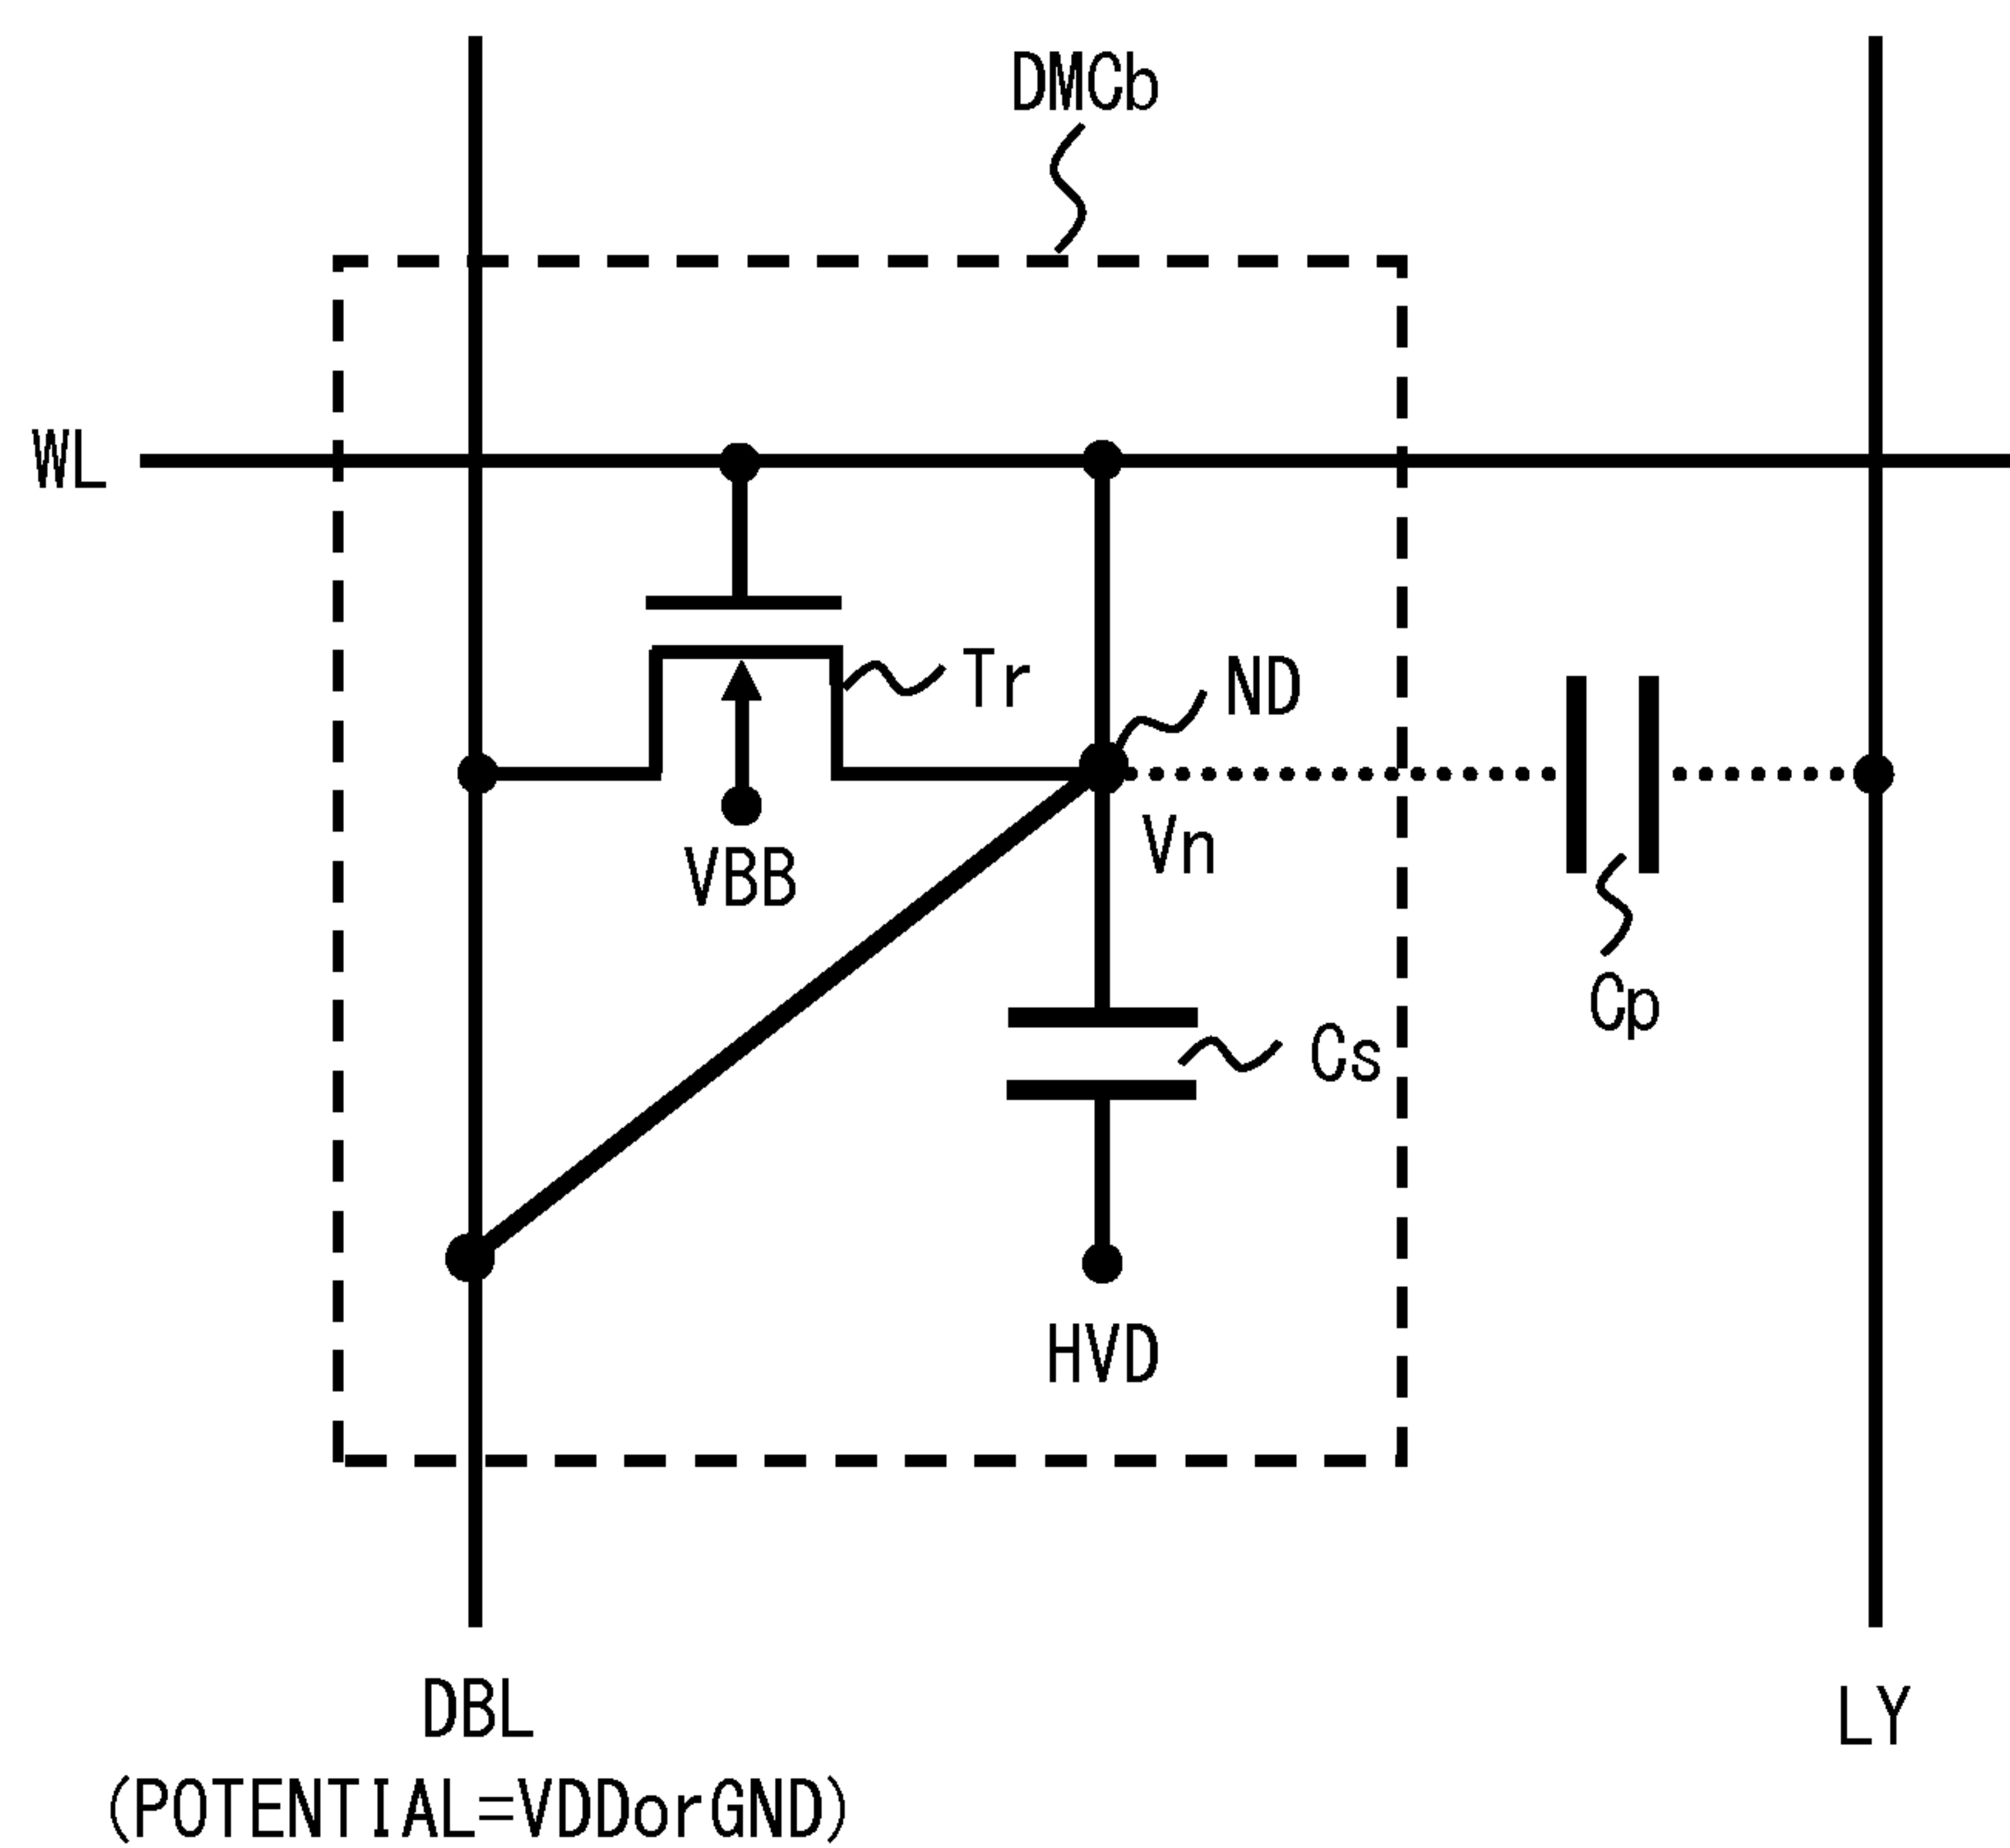 DMCb
WL
Tr
ND
Vn
VBB
Cp
Cs
HVD
DBL
LY
(POTENTIAL=VDDorGND)